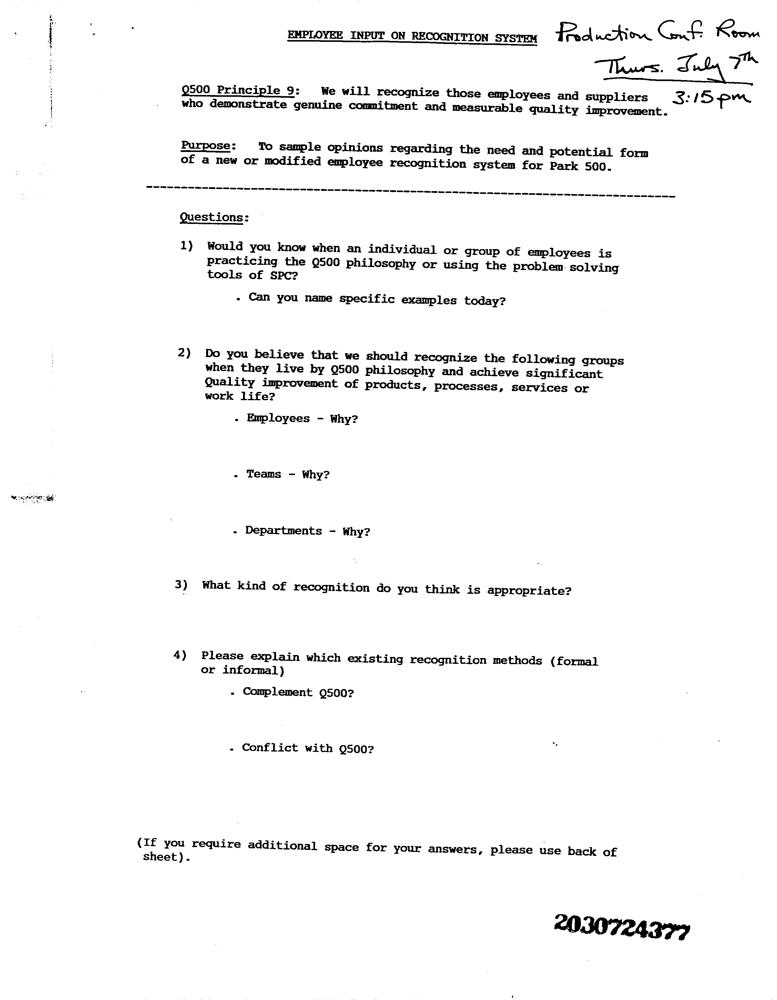 EMPLOYEE INPUT ON RECOGNITION SYSTEM
Production Conf. Room
Thurs. July 7th
3:15 pm
Q500 Principle 9: We will recognize those employees and suppliers
who demonstrate genuine commitment and measurable quality improvement.
Purpose: To sample opinions regarding the need and potential form
of a new or modified employee recognition system for Park 500.
Questions:
1) Would you know when an individual or group of employees is
practicing the Q500 philosophy or using the problem solving
tools of SPC?
. Can you name specific examples today?
2) Do you believe that we should recognize the following groups
when they live by Q500 philosophy and achieve significant
Quality improvement of products, processes, services or
work life?
. Employees - Why?
. Teams - Why?
. Departments - Why?
3) What kind of recognition do you think is appropriate?
4) Please explain which existing recognition methods (formal
or informal)
. Complement Q500?
. Conflict with Q500?
(If you require additional space for your answers, please use back of
sheet).
2030724377